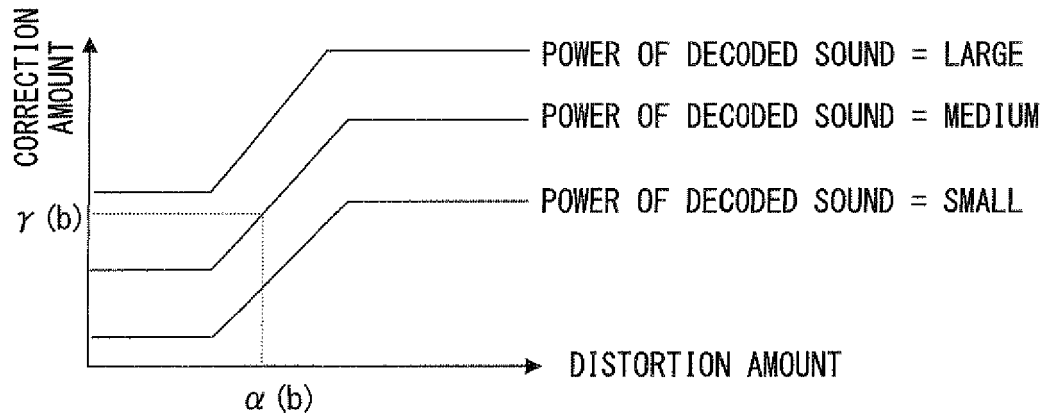 CORRECTION
AMOUNT
POWER OF DECODED SOUND = LARGE
POWER OF DECODED SOUND = MEDIUM
POWER OF DECODED SOUND = SMALL
γ (b)
DISTORTION AMOUNT
α (b)